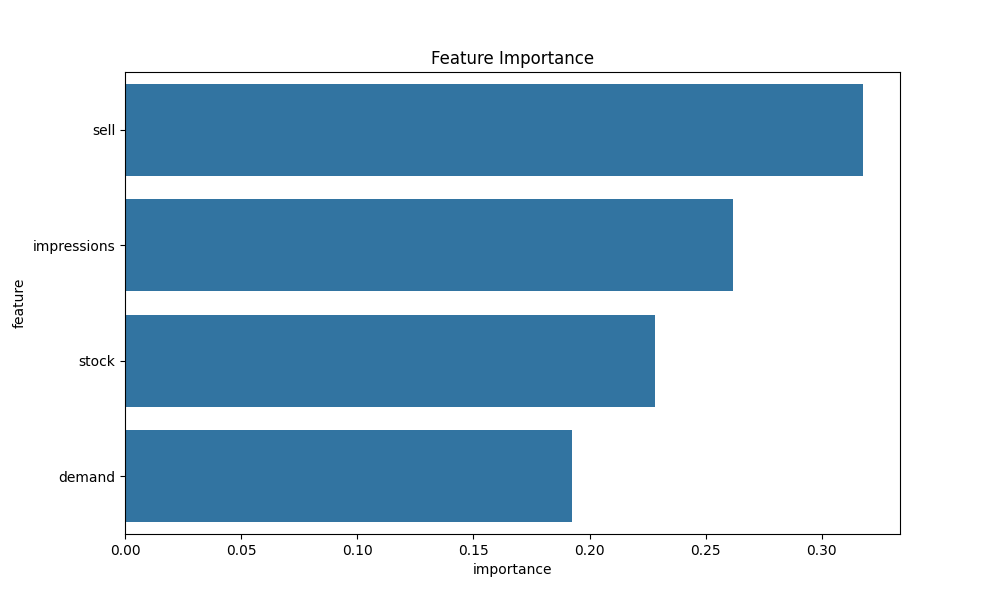 Feature Importance
sell
impressions
stock
demand
feature
0.00 0.05 0.10 0.15 0.20 0.25 0.30
importance